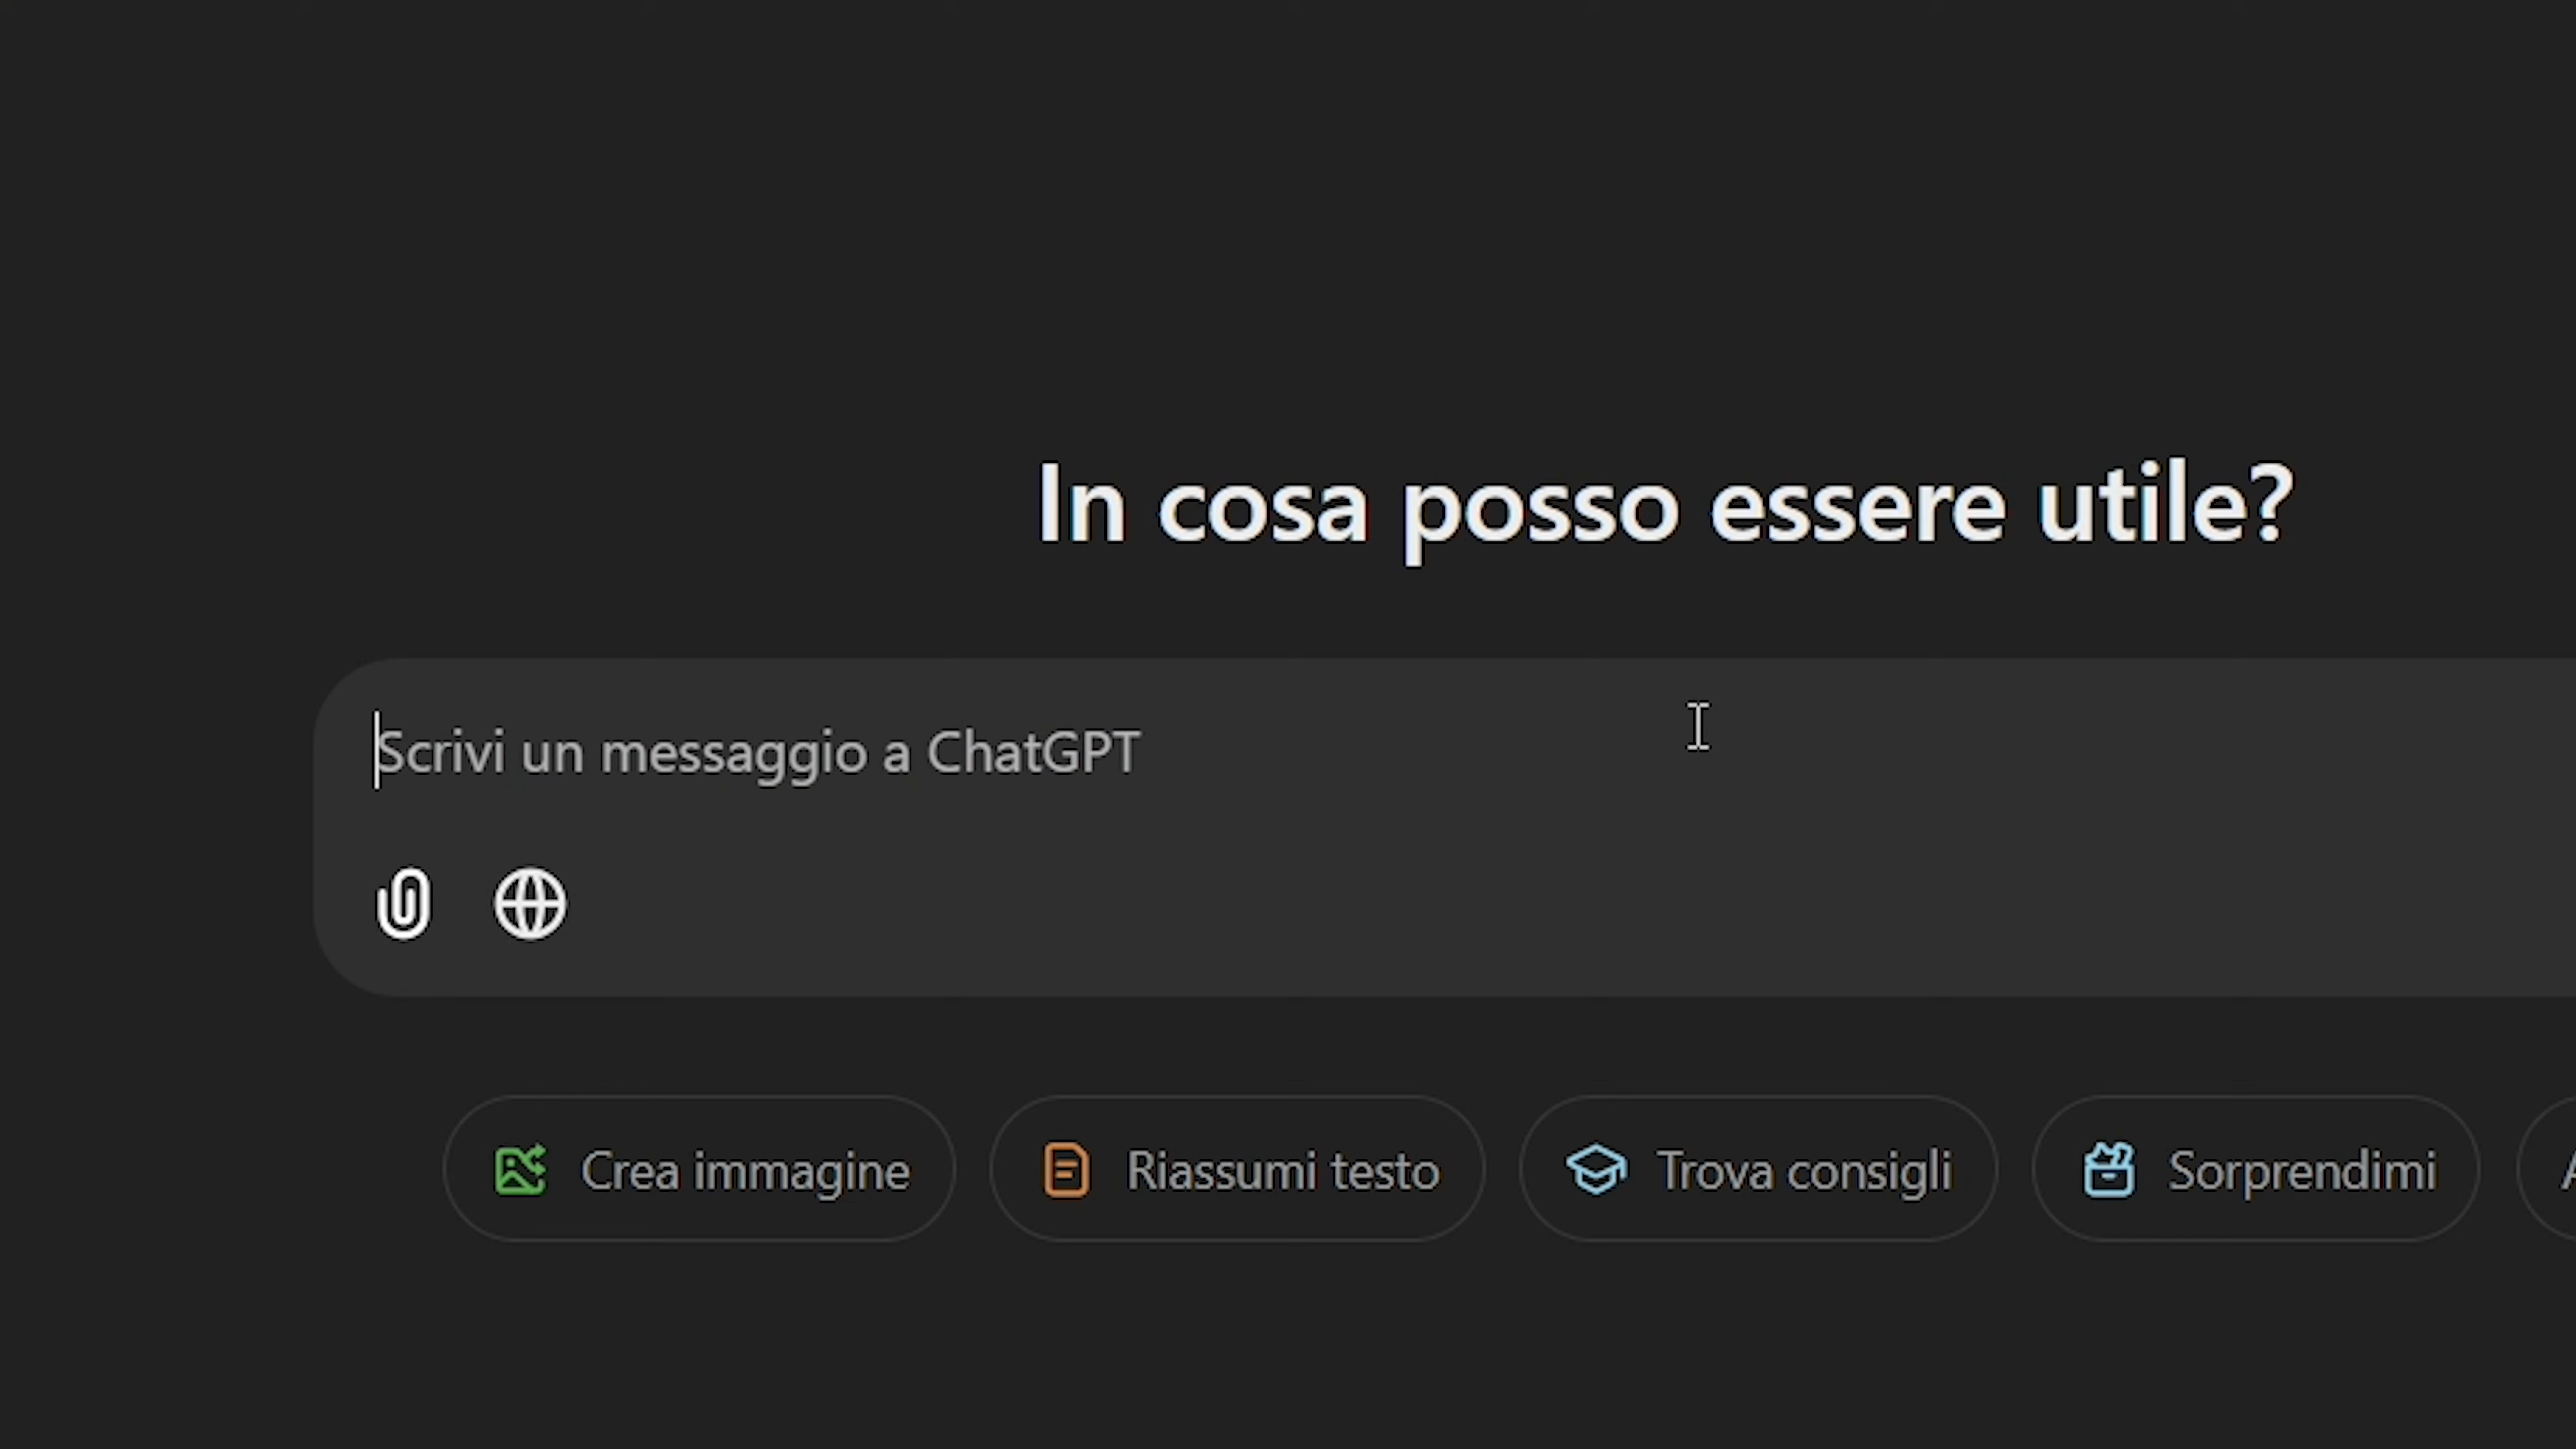 In cosa posso essere utile?
Scrivi un messaggio a ChatGPT
Crea immagine
Riassumi testo
Trova consigli
Sorprendimi